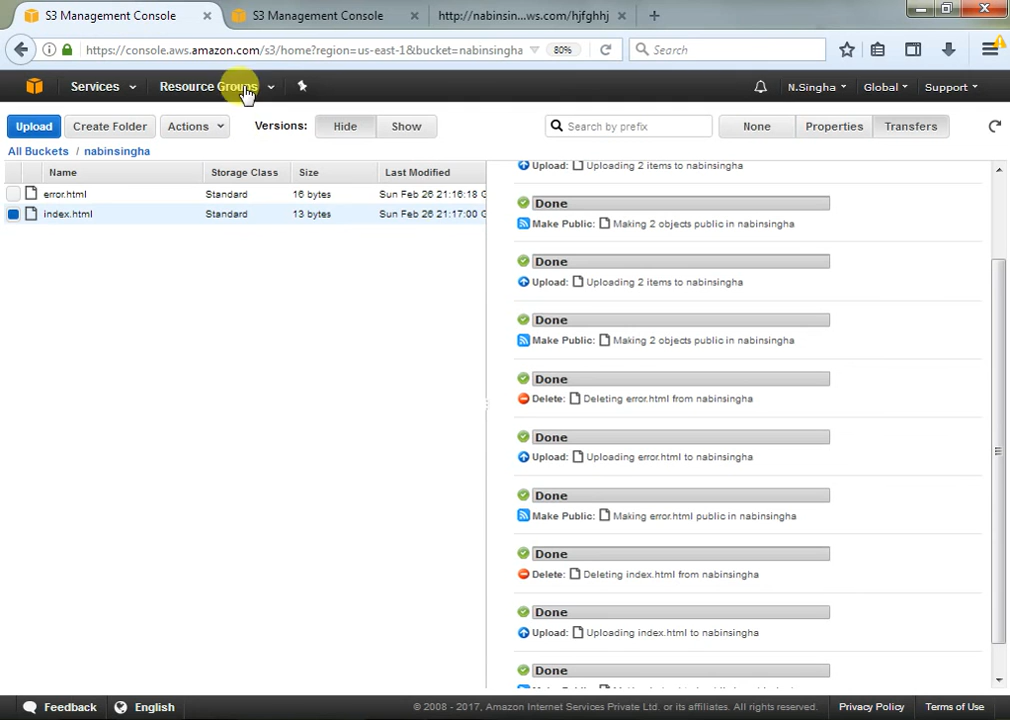 S3 Management Console
S3 Management Console
http://nabinsin...ws.com/hjfghhj
https://console.aws.amazon.com/s3/home?region=us-east-1&bucket=nabinsingha
80%
Search
Services
Resource Groups
N.Singha
Global
Support
Upload
Create Folder
Actions
Versions:
Hide
Show
Search by prefix
None
Properties
Transfers
All Buckets / nabinsingha
Name
Storage Class
Size
Last Modified
error.html Standard 16 bytes Sun Feb 26 21:16:18 G
index.html Standard 13 bytes Sun Feb 26 21:17:00 G
Upload: Uploading 2 items to nabinsingha
Done
Make Public: Making 2 objects public in nabinsingha
Done
Upload: Uploading 2 items to nabinsingha
Done
Make Public: Making 2 objects public in nabinsingha
Done
Delete: Deleting error.html from nabinsingha
Done
Upload: Uploading error.html to nabinsingha
Done
Make Public: Making error.html public in nabinsingha
Done
Delete: Deleting index.html from nabinsingha
Done
Upload: Uploading index.html to nabinsingha
Done
Feedback
English
© 2008 - 2017, Amazon Internet Services Private Ltd. or its affiliates. All rights reserved.
Privacy Policy
Terms of Use